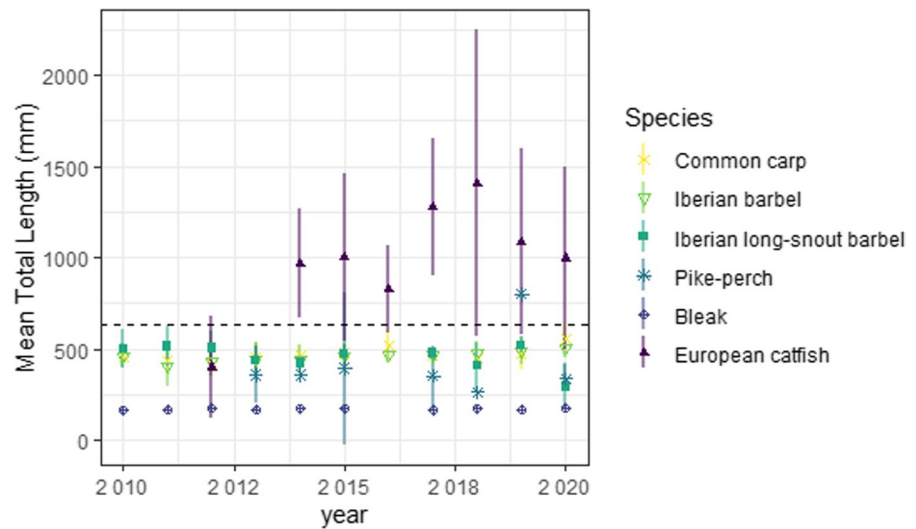 2000
1500
1000
500
0
Mean Total Length (mm)
2 010
2 012
2 015
2 018
2 020
year
Species
Common carp
Iberian barbel
Iberian long-snout barbel
Pike-perch
Bleak
European catfish